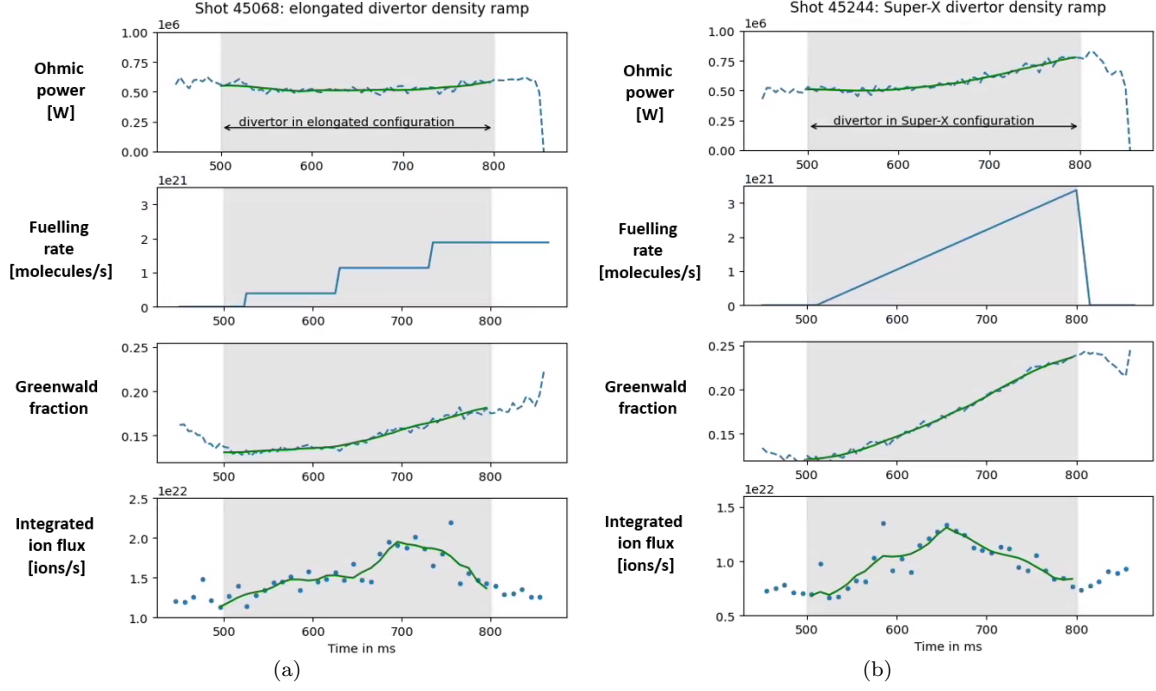 Shot 45068: elongated divertor density ramp
1e6
Ohmic
power
[W]
1.00
0.75
0.50
0.25
0.00
divertor in elongated configuration
500
600
700
800
1e21
Fuelling
rate
[molecules/s]
3
2
1
0
500
600
700
800
Greenwald
fraction
0.25
0.20
0.15
500
600
700
800
1e22
Integrated
ion flux
[ions/s]
2.5
2.0
1.5
1.0
500
600
700
800
Time in ms
(a)
Shot 45244: Super-X divertor density ramp
1e6
Ohmic
power
[W]
1.00
0.75
0.50
0.25
0.00
divertor in Super-X configuration
500
600
700
800
1e21
Fuelling
rate
[molecules/s]
3
2
1
0
500
600
700
800
Greenwald
fraction
0.25
0.20
0.15
500
600
700
800
1e22
Integrated
ion flux
[ions/s]
1.5
1.0
0.5
500
600
700
800
Time in ms
(b)